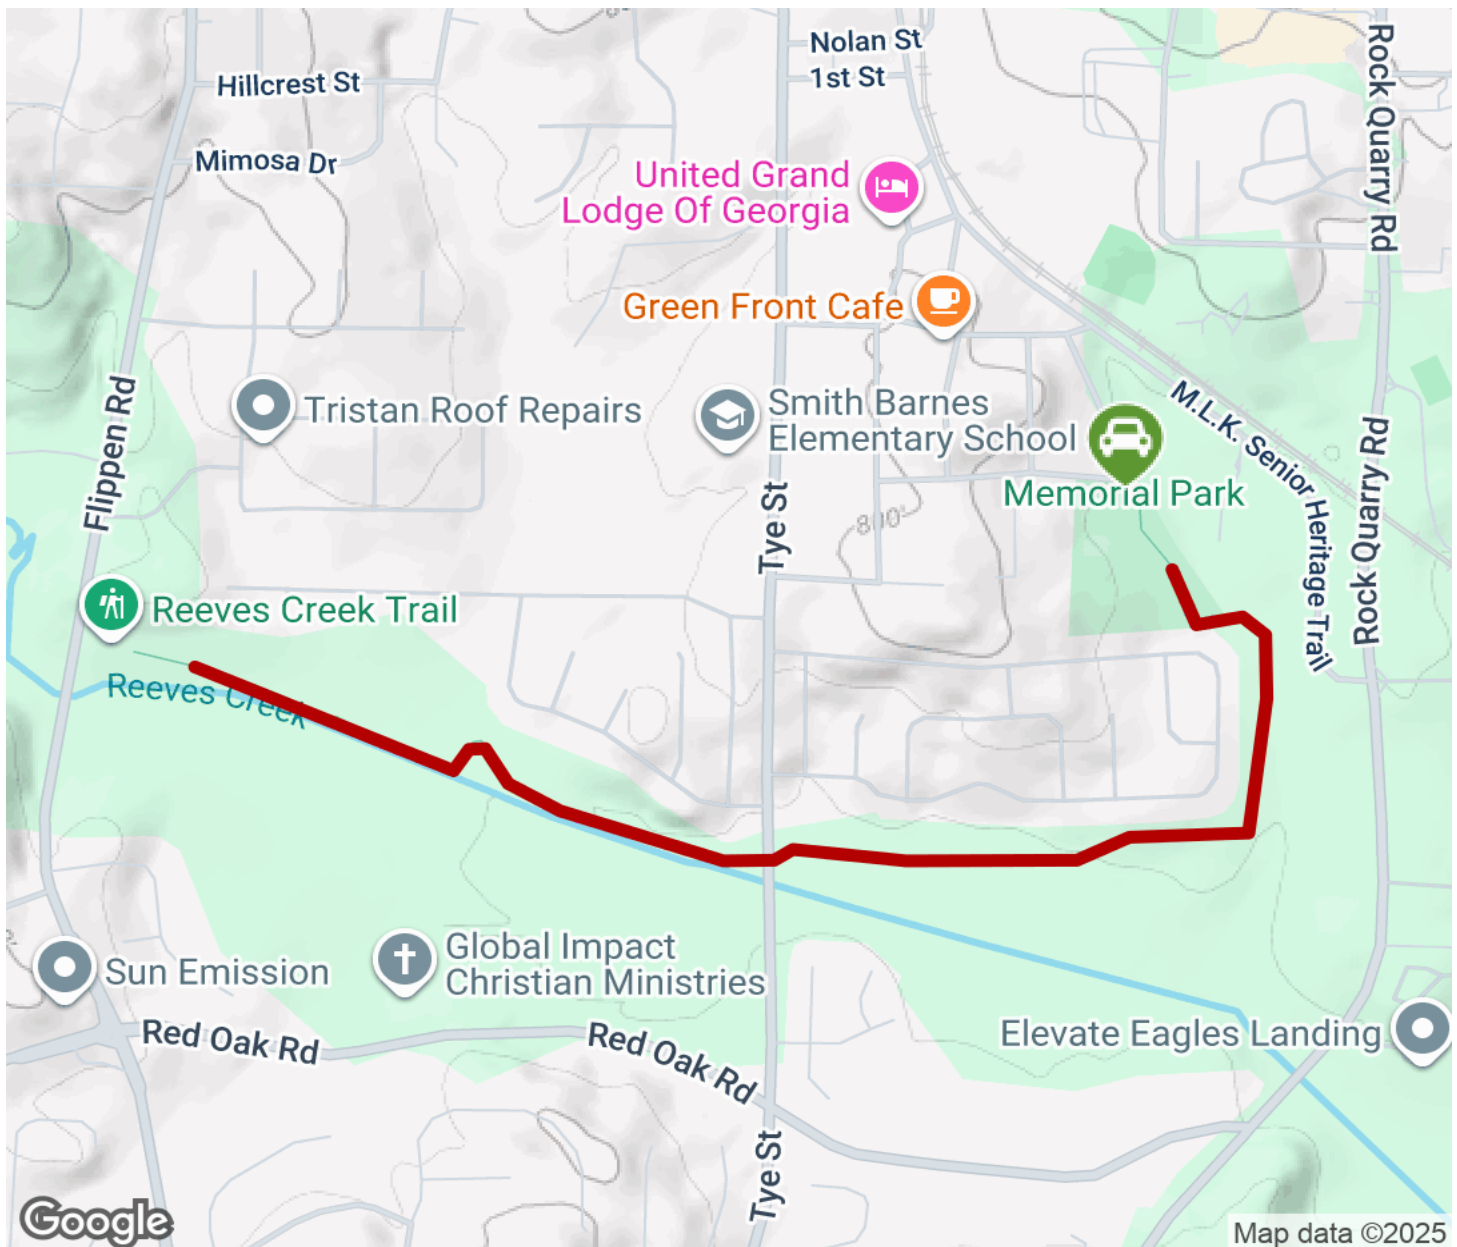 Nolan St
1st St
Hillcrest St
Mimosa Dr
Rock Quarry Rd
United Grand
Lodge Of Georgia
Green Front Cafe
Flippen Rd
Tristan Roof Repairs
Smith Barnes
Elementary School
M.L.K. Senior Heritage Trail
Memorial Park
Rock Quarry Rd
Tye St
800'
Reeves Creek Trail
Reeves Creek
Global Impact
Christian Ministries
Sun Emission
Red Oak Rd
Red Oak Rd
Elevate Eagles Landing
Tye St
Google
Map data ©2025